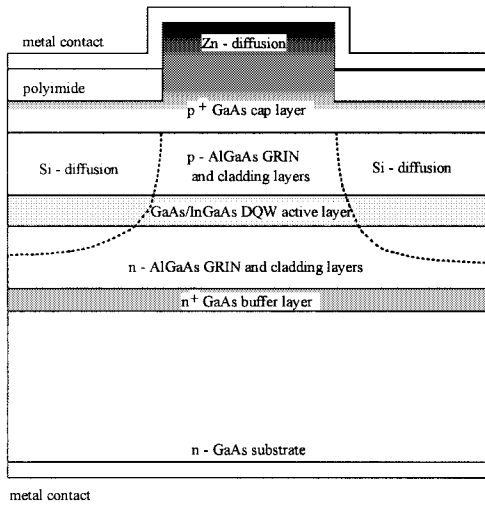 Zn - diffusion
metal contact
polyimide
p + GaAs cap layer
Si - diffusion
p - AlGaAs GRIN
and cladding layers
Si - diffusion
GaAs/InGaAs DQW active layer
n - AlGaAs GRIN and cladding layers
n+ GaAs buffer layer
n - GaAs substrate
metal contact